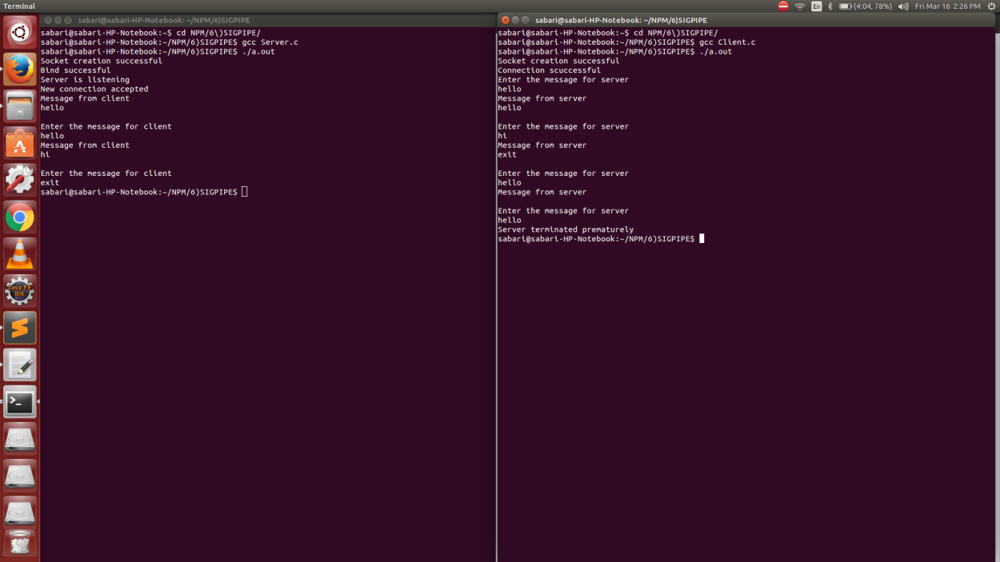 Terminal
En
(4:04, 78%)
Fri Mar 16 2:26 PM
sabari@sabari-HP-Notebook: ~/NPM/6)SIGPIPE
sabari@sabari-HP-Notebook:~$ cd NPM/6\)SIGPIPE/
sabari@sabari-HP-Notebook:~/NPM/6)SIGPIPE$ gcc Server.c
sabari@sabari-HP-Notebook:~/NPM/6)SIGPIPE$ ./a.out
Socket creation successful
Bind successful
Server is listening
New connection accepted
Message from client
hello
Enter the message for client
hello
Message from client
hi
Enter the message for client
exit
sabari@sabari-HP-Notebook:~/NPM/6)SIGPIPE$
sabari@sabari-HP-Notebook: ~/NPM/6)SIGPIPE
sabari@sabari-HP-Notebook:~$ cd NPM/6\)SIGPIPE/
sabari@sabari-HP-Notebook:~/NPM/6)SIGPIPE$ gcc Client.c
sabari@sabari-HP-Notebook:~/NPM/6)SIGPIPE$ ./a.out
Socket creation successful
Connection scuccessful
Enter the message for server
hello
Message from server
hello
Enter the message for server
hi
Message from server
exit
Enter the message for server
hello
Message from server
Enter the message for server
hello
Server terminated prematurely
sabari@sabari-HP-Notebook:~/NPM/6)SIGPIPE$
Java EE
IDE